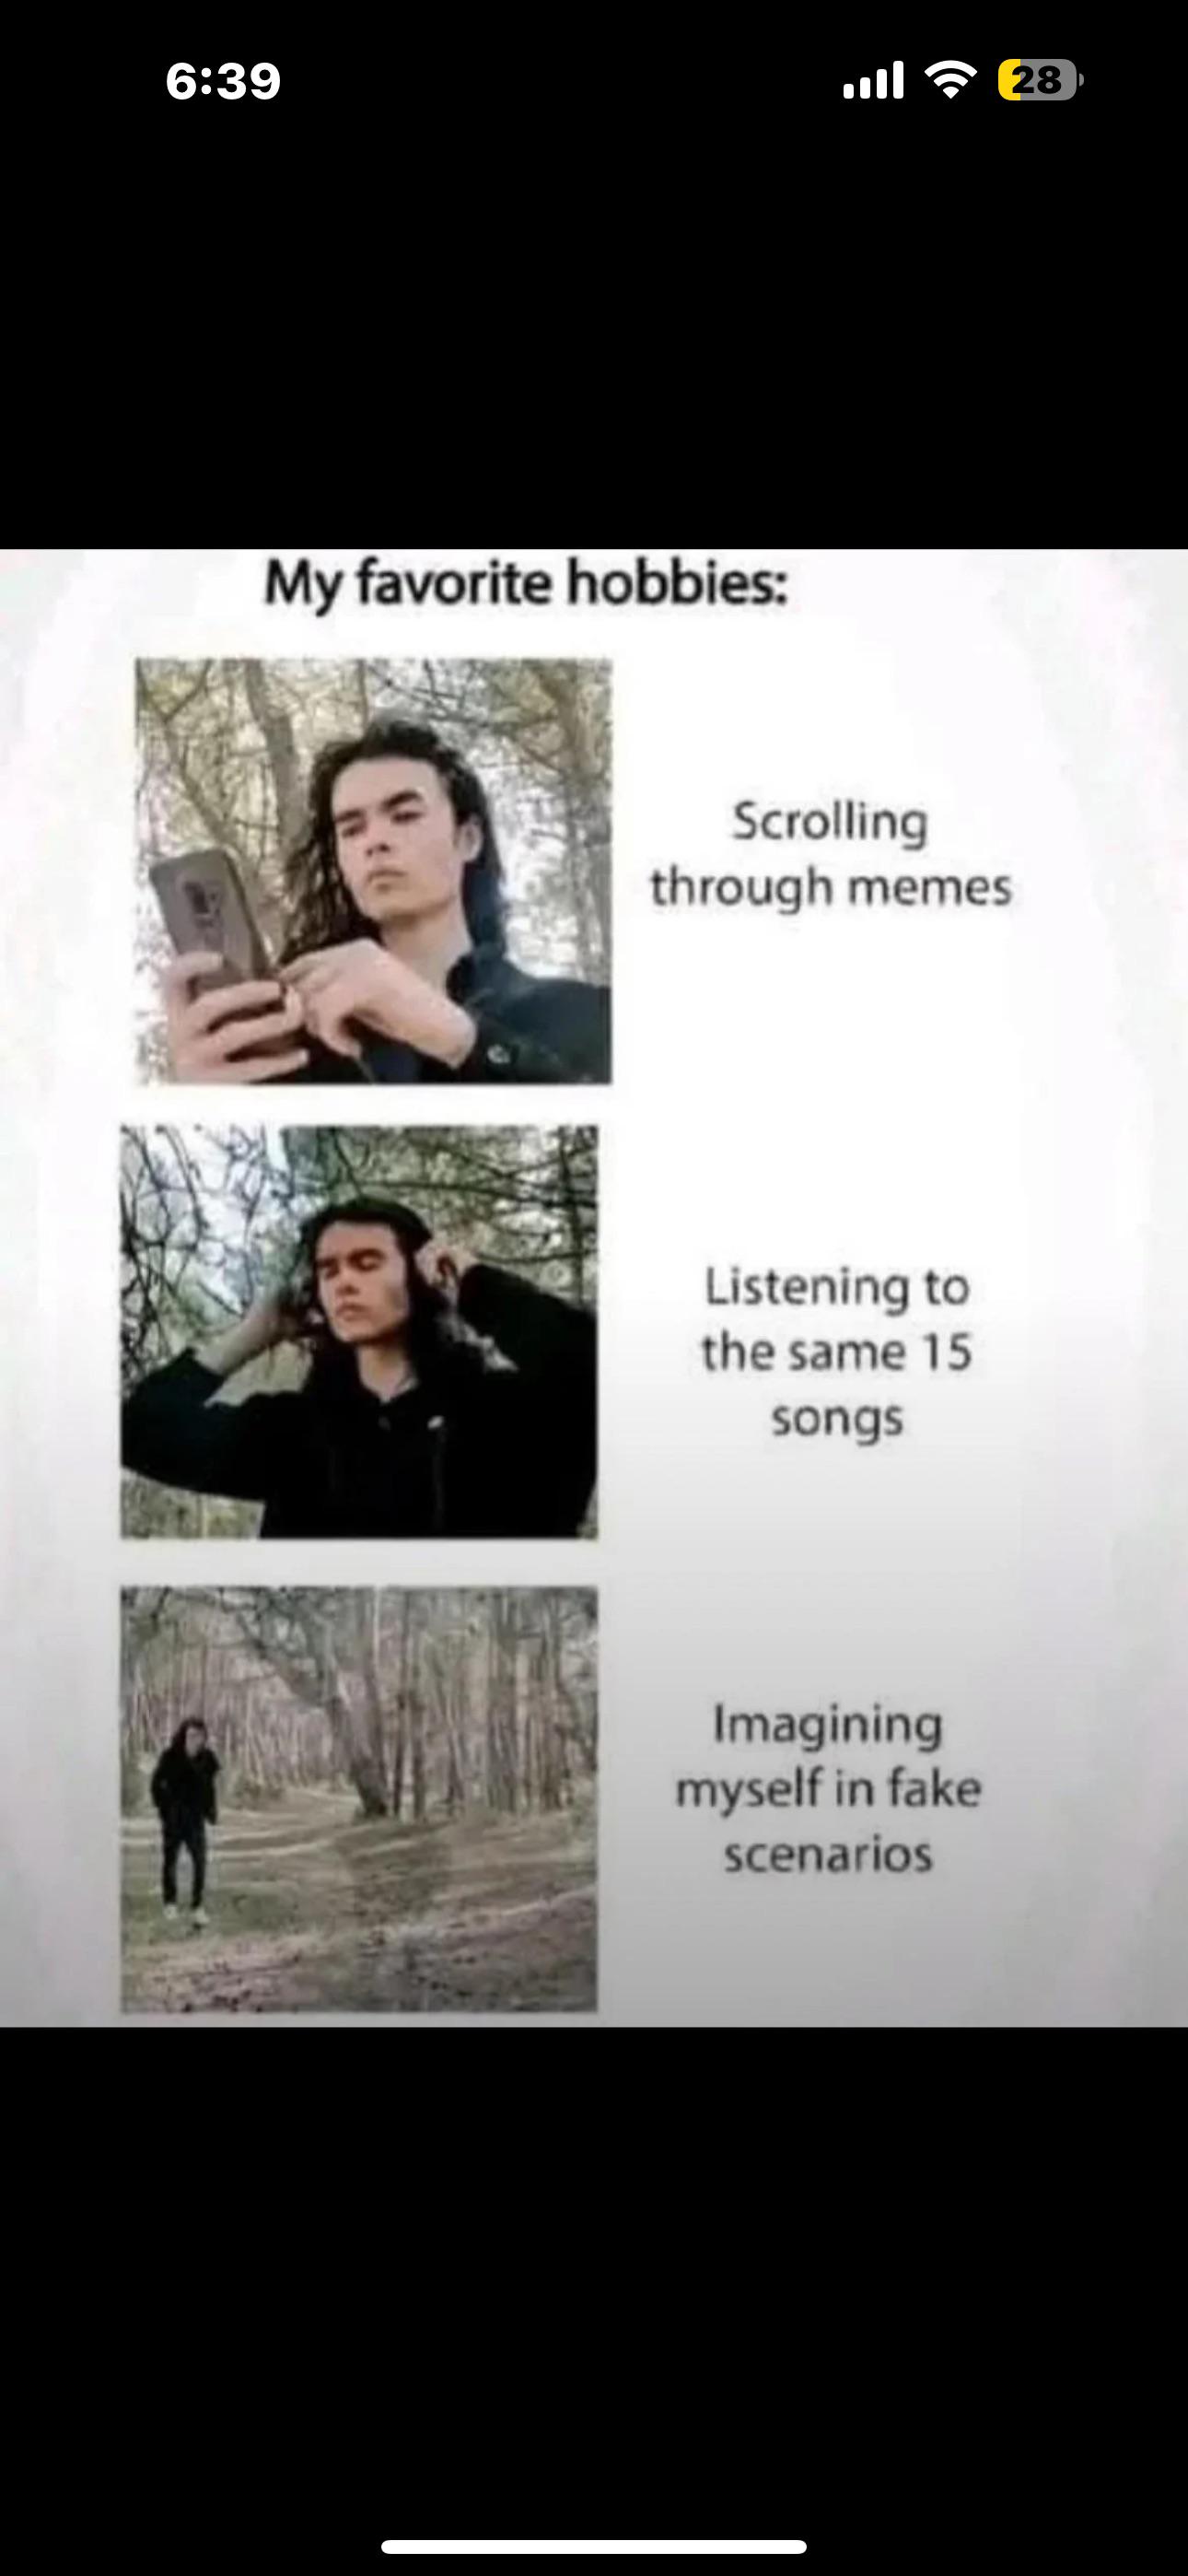 6:39
28
My favorite hobbies:
Scrolling
through memes
Listening to
the same 15
songs
Imagining
myself in fake
scenarios